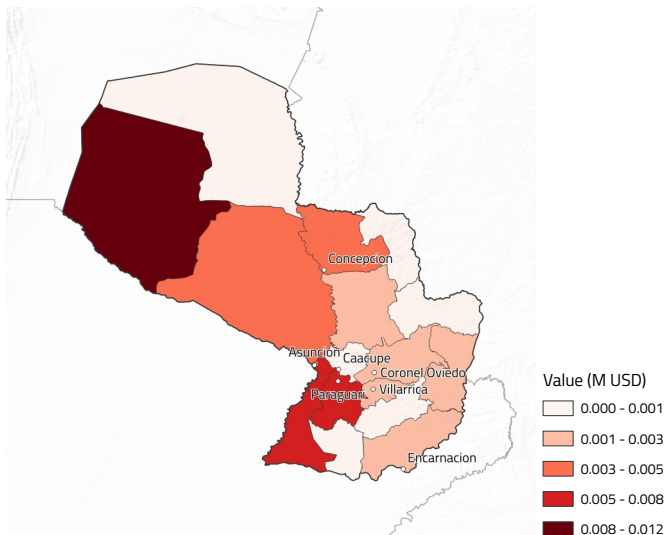 Concepcion
Asuncion
Caacupe
Coronel Oviedo
Paraguari
Villarrica
Encarnacion
Value (M USD)
0.000 - 0.001
0.001 - 0.003
0.003 - 0.005
0.005 - 0.008
0.008 - 0.012